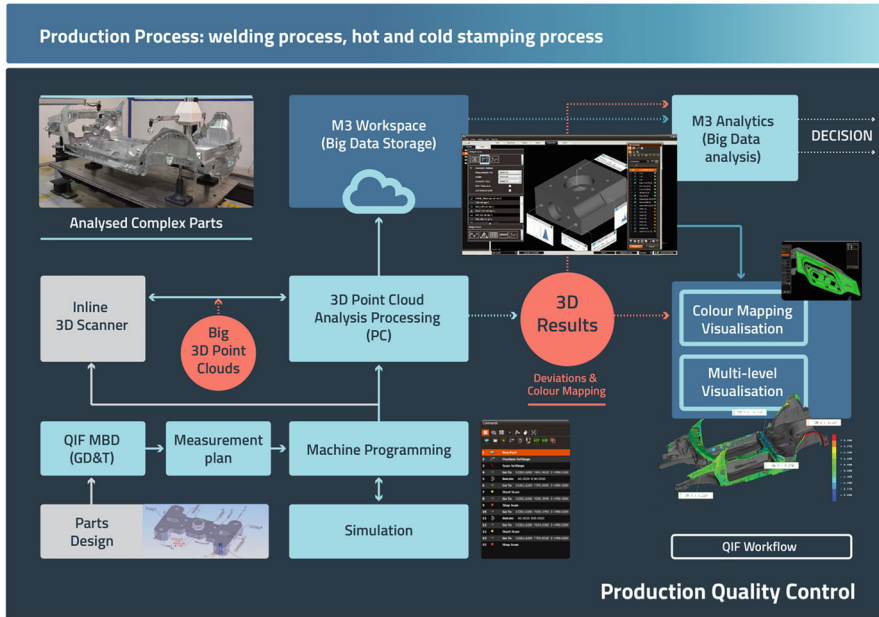 Production Process: welding process, hot and cold stamping process
M3 Workspace
(Big Data Storage)
M3 Analytics
(Big Data
analysis)
DECISION
Analysed Complex Parts
Inline
3D Scanner
Big
3D Point
Clouds
3D Point Cloud
Analysis Processing
(PC)
3D
Results
Deviations &
Colour Mapping
Colour Mapping
Visualisation
Multi-level
Visualisation
QIF MBD
(GD&T)
Measurement
plan
Machine Programming
Parts
Design
Simulation
QIF Workflow
Production Quality Control